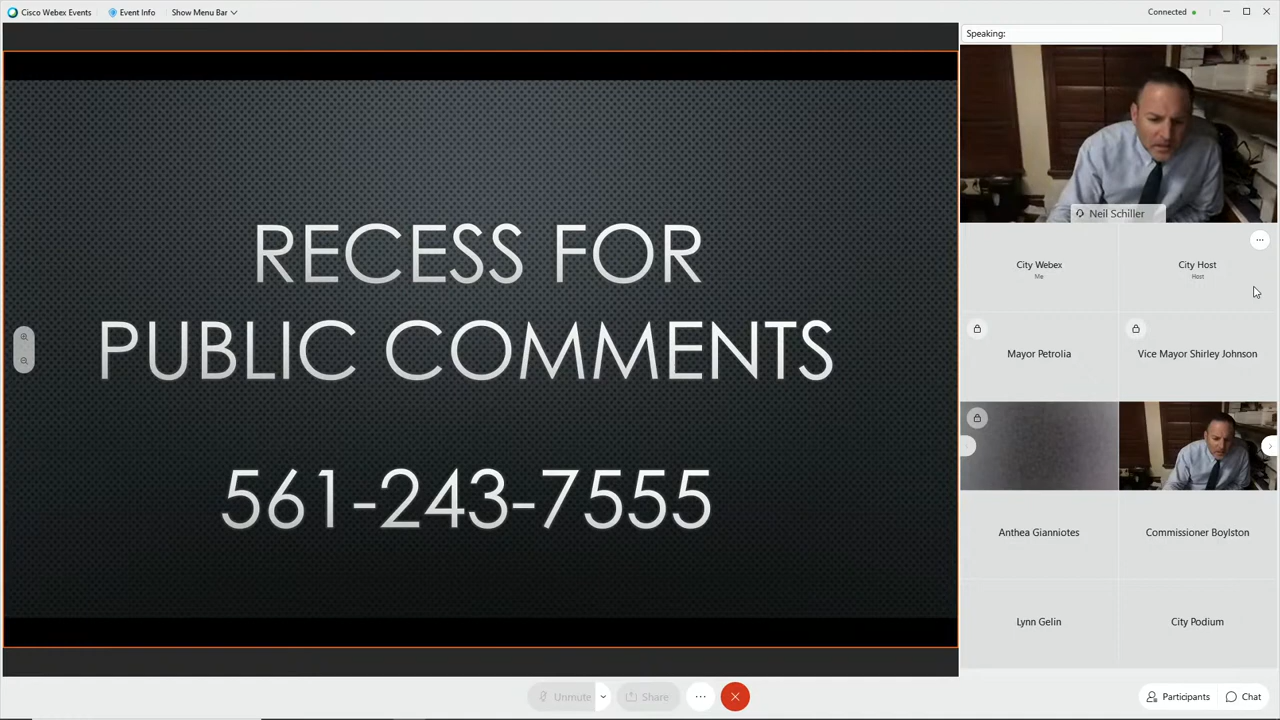 Cisco Webex Events
Event Info
Show Menu Bar
Connected
Speaking:
RECESS FOR
PUBLIC COMMENTS
561-243-7555
Neil Schiller
City Webex
Me
City Host
Host
Mayor Petrolia
Vice Mayor Shirley Johnson
Anthea Gianniotes
Commissioner Boylston
Lynn Gelin
City Podium
Unmute
Share
Participants
Chat